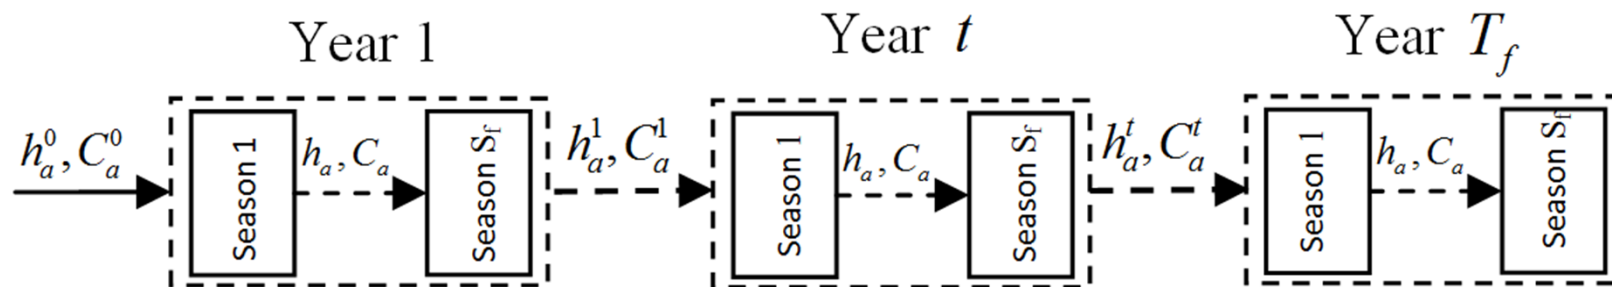 Year 1
Year t
Year T_f
h_a^0, C_a^0
Season 1
h_a, C_a
Season S_f
h_a^1, C_a^1
Season 1
h_a, C_a
Season S_f
h_a^t, C_a^t
Season 1
h_a, C_a
Season S_f